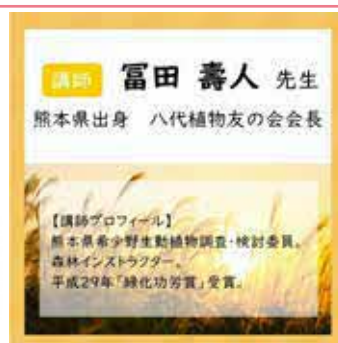 講師 冨田 壽人 先生
熊本県出身 八代植物友の会会長
【講師プロフィール】
熊本県希少野生動植物調査・検討委員。
森林インストラクター。
平成29年「緑化功労賞」受賞。